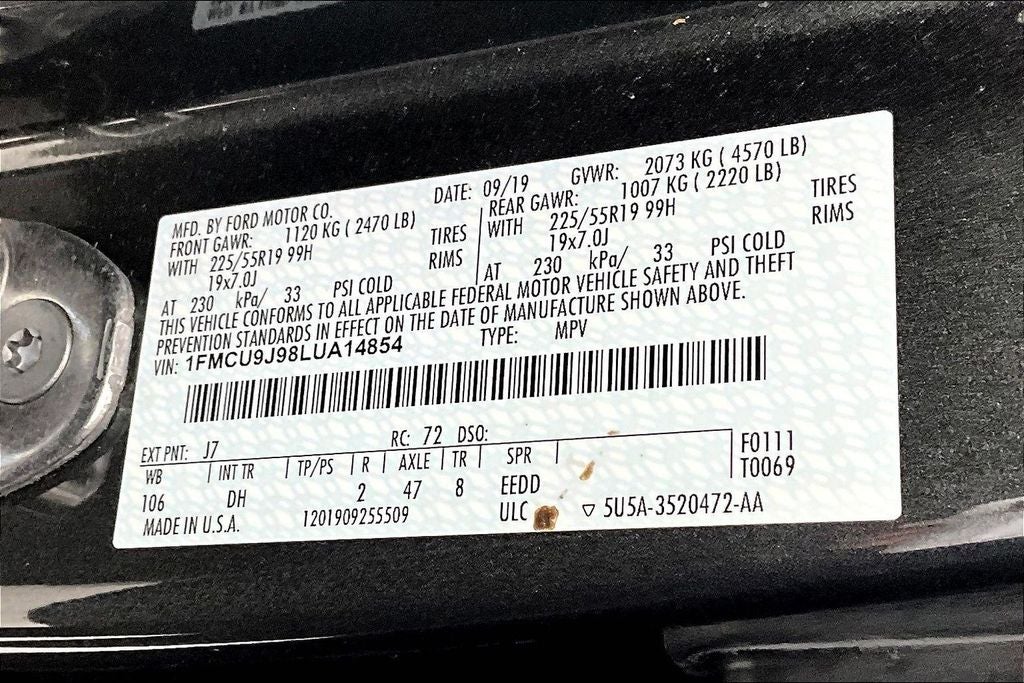 MFD. BY FORD MOTOR CO. DATE: 09/19 GVWR: 2073 KG ( 4570 LB)
FRONT GAWR: 1120 KG ( 2470 LB) REAR GAWR: 1007 KG ( 2220 LB)
WITH 225/55R19 99H TIRES WITH 225/55R19 99H TIRES
19x7.0J RIMS 19x7.0J RIMS
AT 230 kPa/ 33 PSI COLD AT 230 kPa/ 33 PSI COLD
THIS VEHICLE CONFORMS TO ALL APPLICABLE FEDERAL MOTOR VEHICLE SAFETY AND THEFT
PREVENTION STANDARDS IN EFFECT ON THE DATE OF MANUFACTURE SHOWN ABOVE.
VIN: 1FMCU9J98LUA14854 TYPE: MPV
EXT PNT: J7 RC: 72 DSO:
WB INT TR TP/PS R AXLE TR SPR F0111
106 DH 2 47 8 EEDD T0069
MADE IN U.S.A. 1201909255509 ULC ▽ 5U5A-3520472-AA